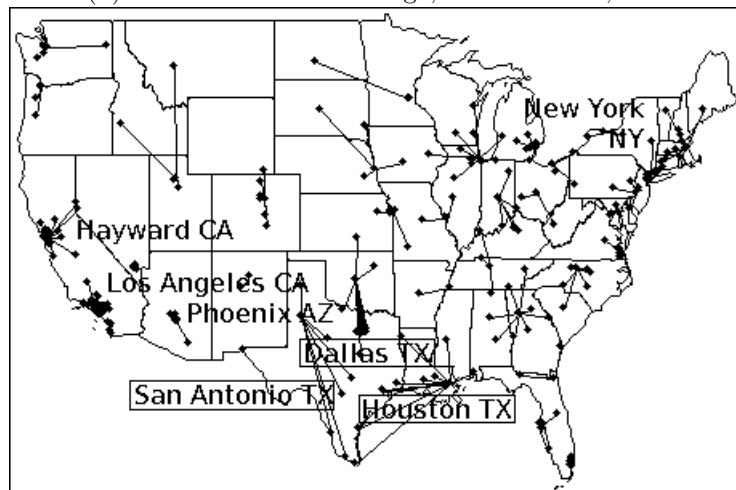 New York
NY
Hayward CA
Los Angeles CA
Phoenix AZ
Dallas TX
San Antonio TX
Houston TX